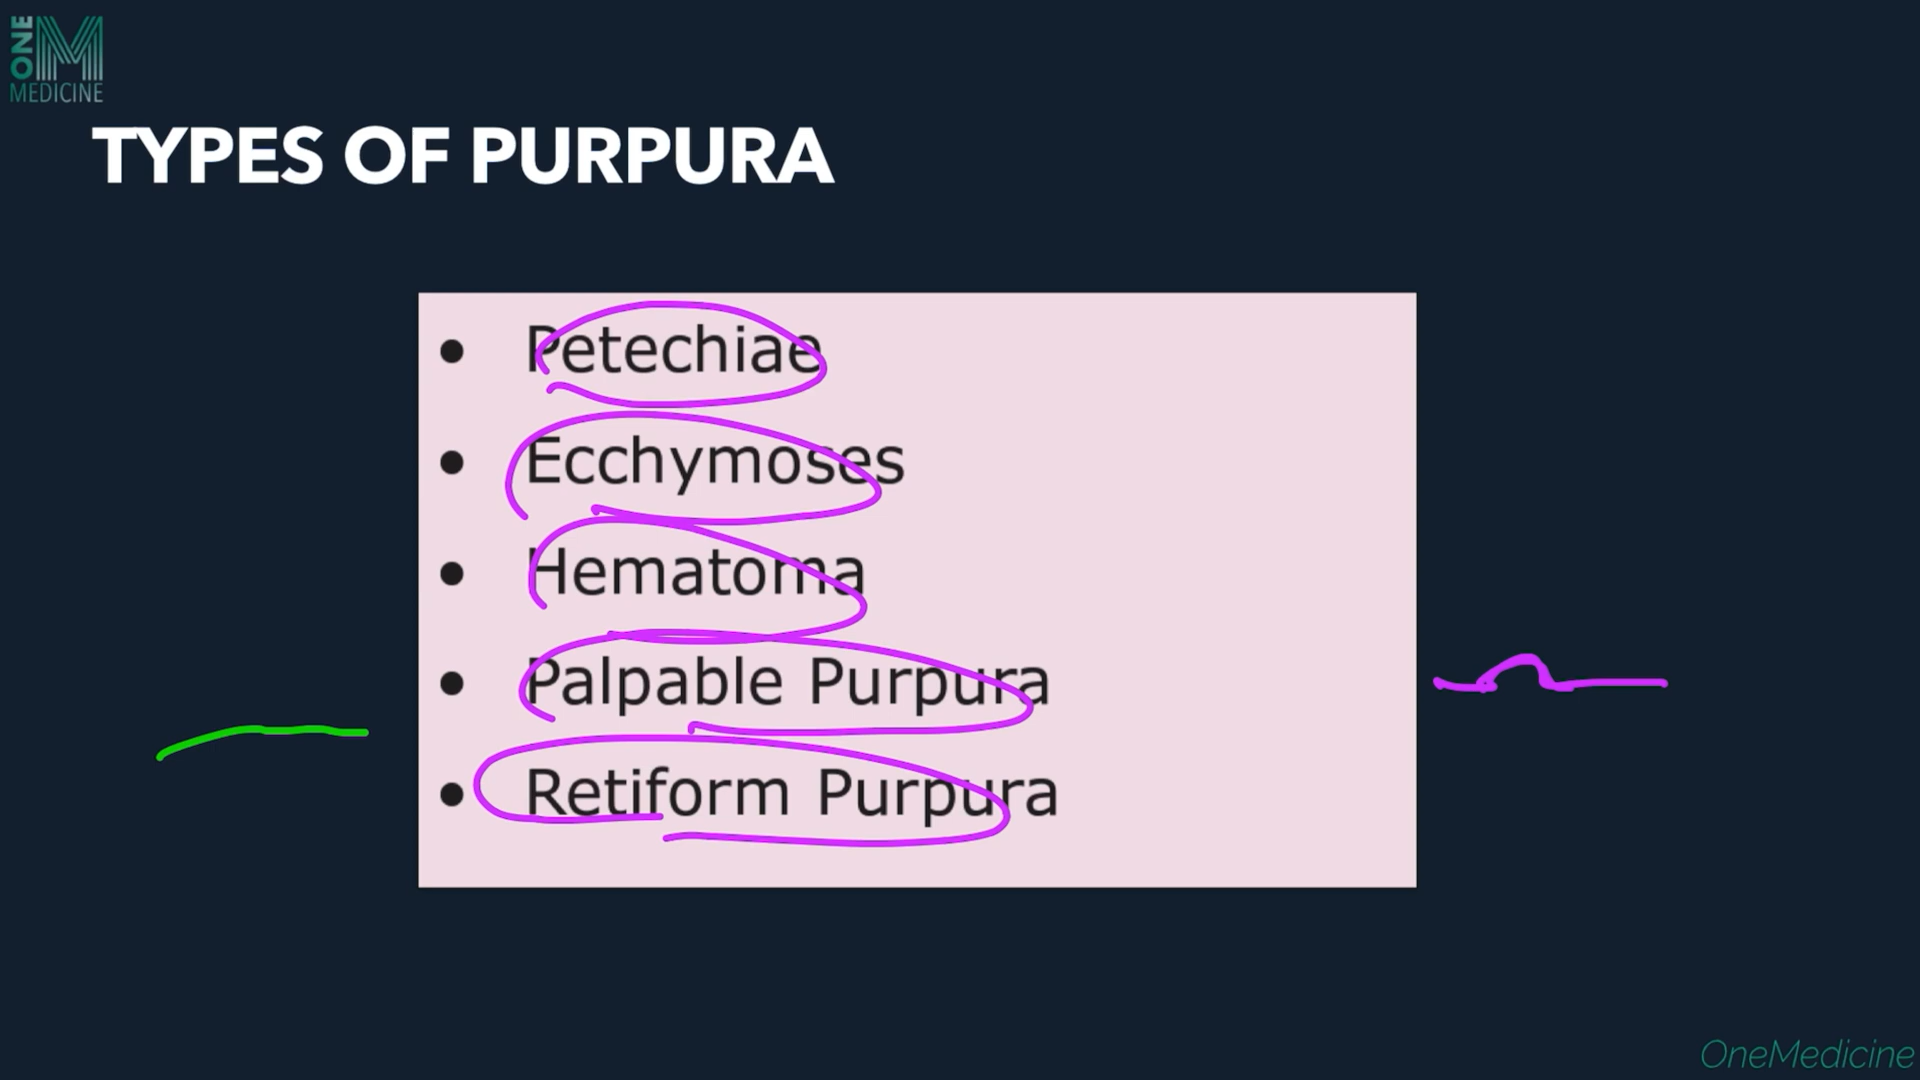 ONE
MEDICINE
TYPES OF PURPURA
• Petechiae
• Ecchymoses
• Hematoma
• Palpable Purpura
• Retiform Purpura
OneMedicine